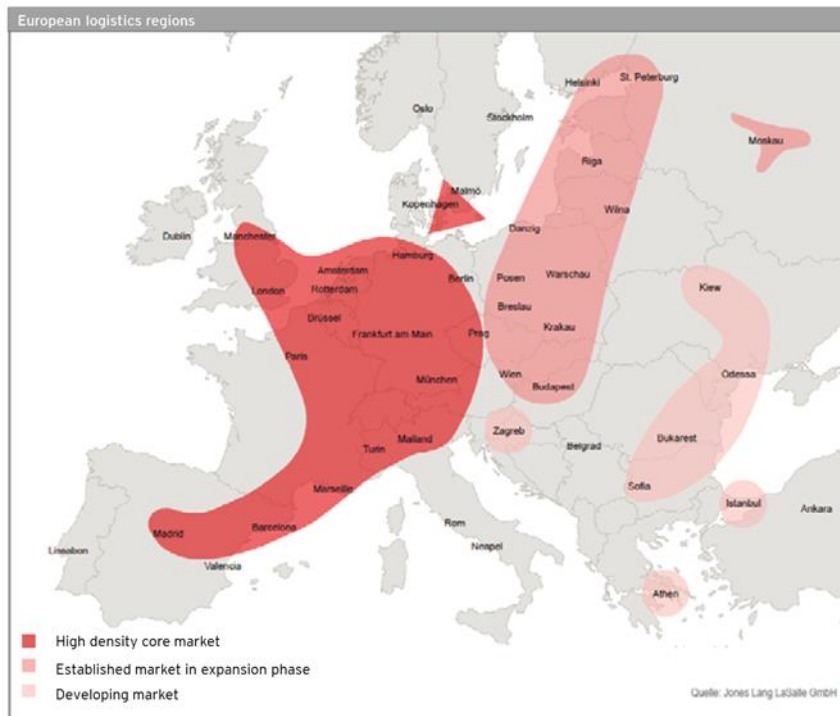 European logistics regions
Helsinki
St. Peterburg
Oslo
Stockholm
Moskau
Riga
Malmö
Kopenhagen
Wilna
Dublin
Manchester
Danzig
Hamburg
Amsterdam
Berlin
Posen
Warschau
London
Rotterdam
Kiew
Breslau
Brüssel
Krakau
Frankfurt am Main
Prag
Paris
Odessa
München
Wien
Budapest
Zagreb
Mailand
Bukarest
Turin
Belgrad
Marseille
Sofia
Istanbul
Ankara
Rom
Barcelona
Madrid
Neapel
Lissabon
Valencia
Athen
High density core market
Established market in expansion phase
Developing market
Quelle: Jones Lang LaSalle GmbH